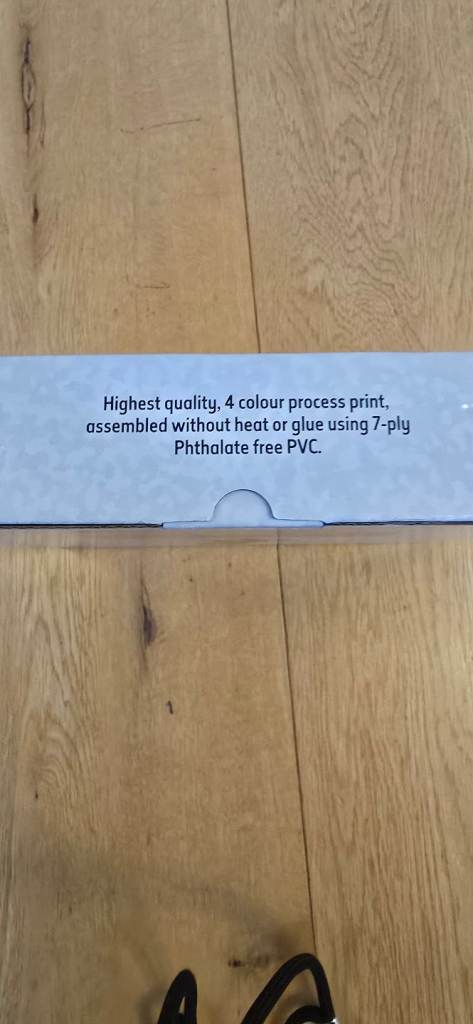 Highest quality, 4 colour process print,
assembled without heat or glue using 7-ply
Phthalate free PVC.